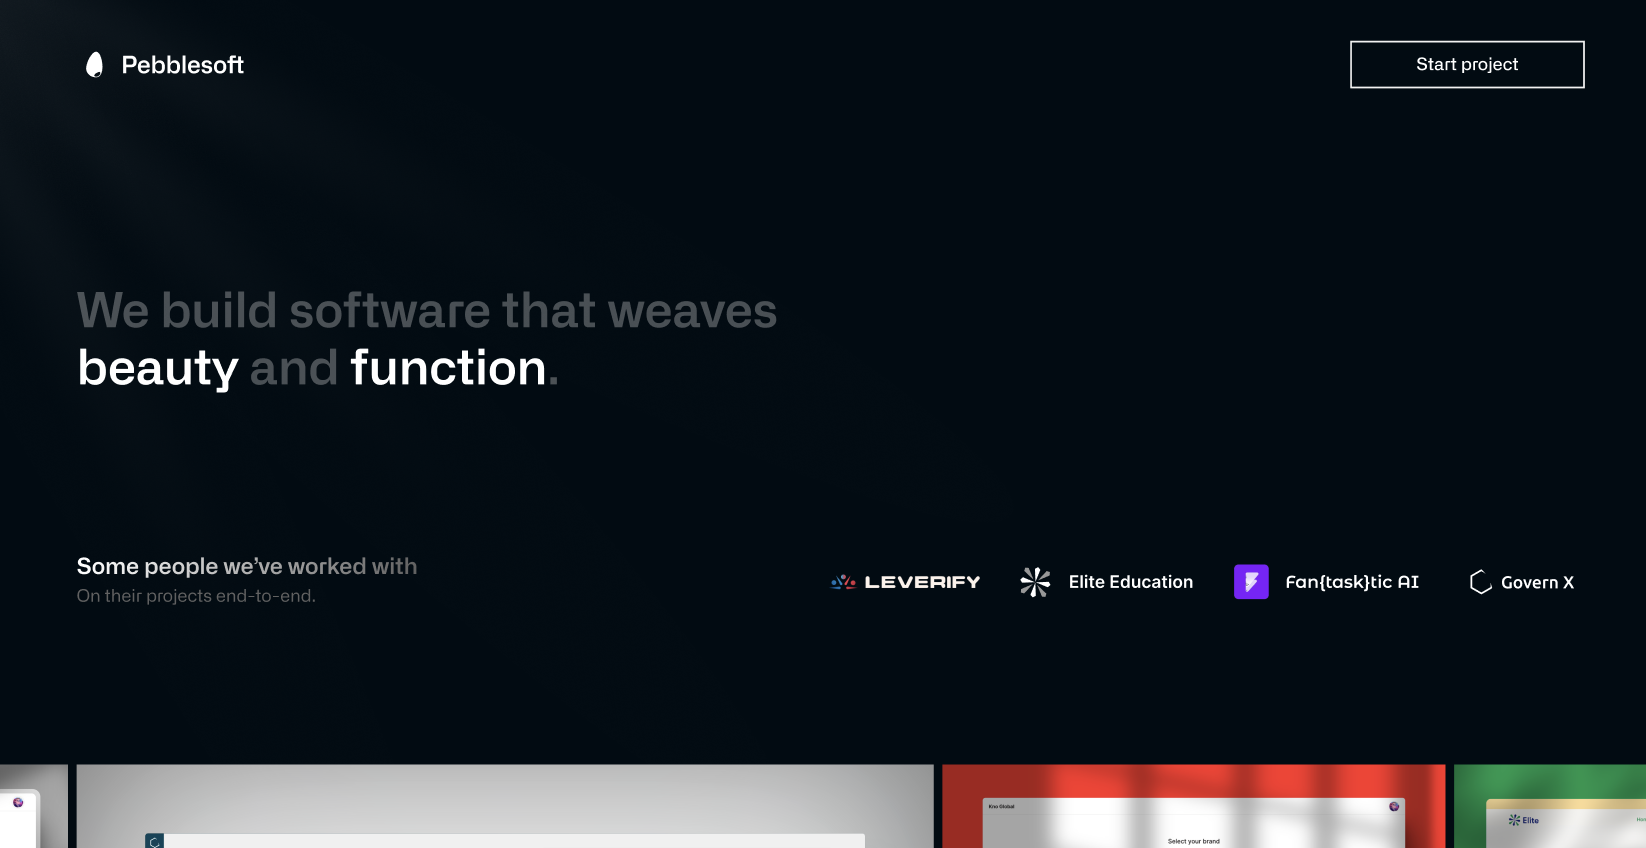 Pebblesoft
Start project
We build software that weaves
beauty and function.
Some people we’ve worked with
On their projects end-to-end.
LEVERIFY
Elite Education
Fan{task}tic AI
Govern X
Kno Global
Select your brand
Elite